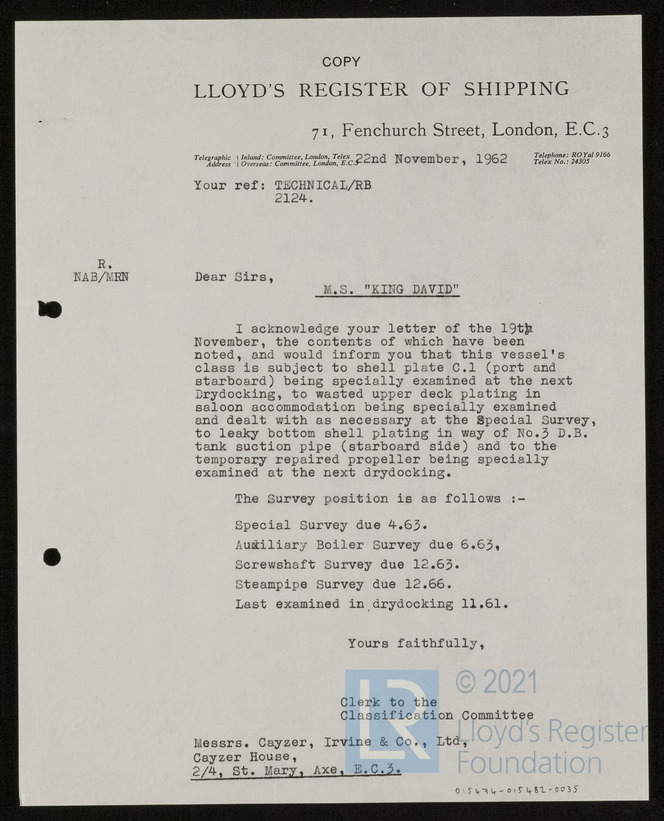 COPY
LLOYD'S REGISTER OF SHIPPING
71, Fenchurch Street, London, E.C.3
Telegraphic Address Inland: Committee, London, Telex.
Overseas: Committee, London, E.C.3
22nd November, 1962
Telephone: ROYal 9166
Telex No.: 24305
Your ref: TECHNICAL/RB
2124.
R.
NAB/MRN
Dear Sirs,
M.S. "KING DAVID"
I acknowledge your letter of the 19th
November, the contents of which have been
noted, and would inform you that this vessel's
class is subject to shell plate C.1 (port and
starboard) being specially examined at the next
Drydocking, to wasted upper deck plating in
saloon accommodation being specially examined
and dealt with as necessary at the Special Survey,
to leaky bottom shell plating in way of No.3 D.B.
tank suction pipe (starboard side) and to the
temporary repaired propeller being specially
examined at the next drydocking.
The Survey position is as follows :-
Special Survey due 4.63.
Auxiliary Boiler Survey due 6.63,
Screwshaft Survey due 12.63.
Steampipe Survey due 12.66.
Last examined in drydocking 11.61.
Yours faithfully,
Clerk to the
Classification Committee
Messrs. Cayzer, Irvine & Co., Ltd,
Cayzer House,
2/4, St. Mary, Axe, E.C.3.
LR
© 2021
Lloyd's Register
Foundation
015474-015482-0035